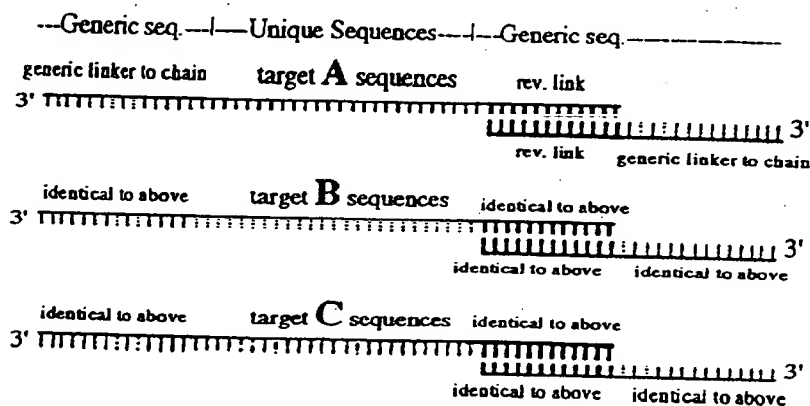 ---Generic seq.---|---Unique Sequences----|--Generic seq.---------------
generic linker to chain target A sequences rev. link
3'
3'
rev. link generic linker to chain
identical to above target B sequences identical to above
3'
3'
identical to above identical to above
identical to above target C sequences identical to above
3'
3'
identical to above identical to above